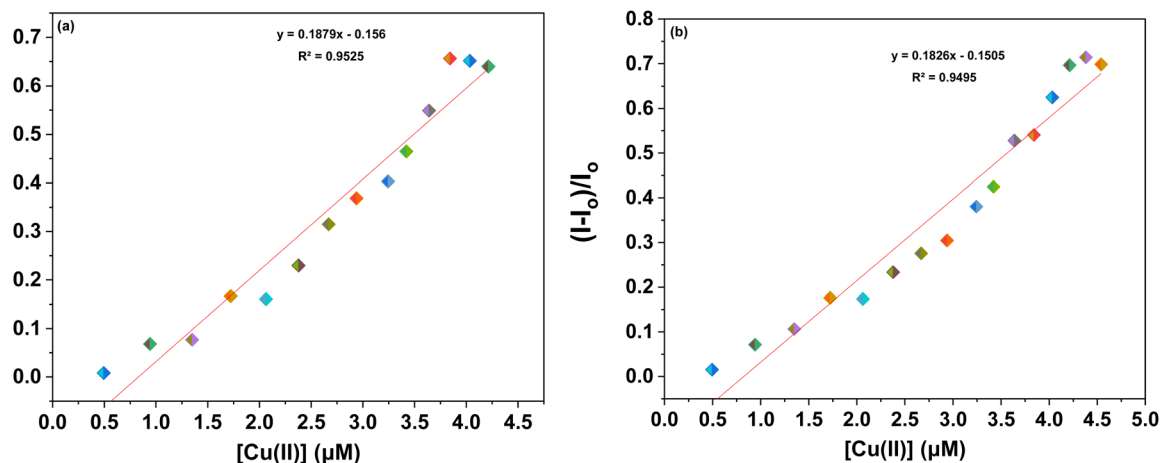 (a)
y = 0.1879x - 0.156
R² = 0.9525
0.7
0.6
0.5
0.4
0.3
0.2
0.1
0.0
0.0 0.5 1.0 1.5 2.0 2.5 3.0 3.5 4.0 4.5
[Cu(II)] (µM)
(b)
y = 0.1826x - 0.1505
R² = 0.9495
(I-Iₒ)/Iₒ
0.8
0.7
0.6
0.5
0.4
0.3
0.2
0.1
0.0
0.0 0.5 1.0 1.5 2.0 2.5 3.0 3.5 4.0 4.5 5.0
[Cu(II)] (µM)